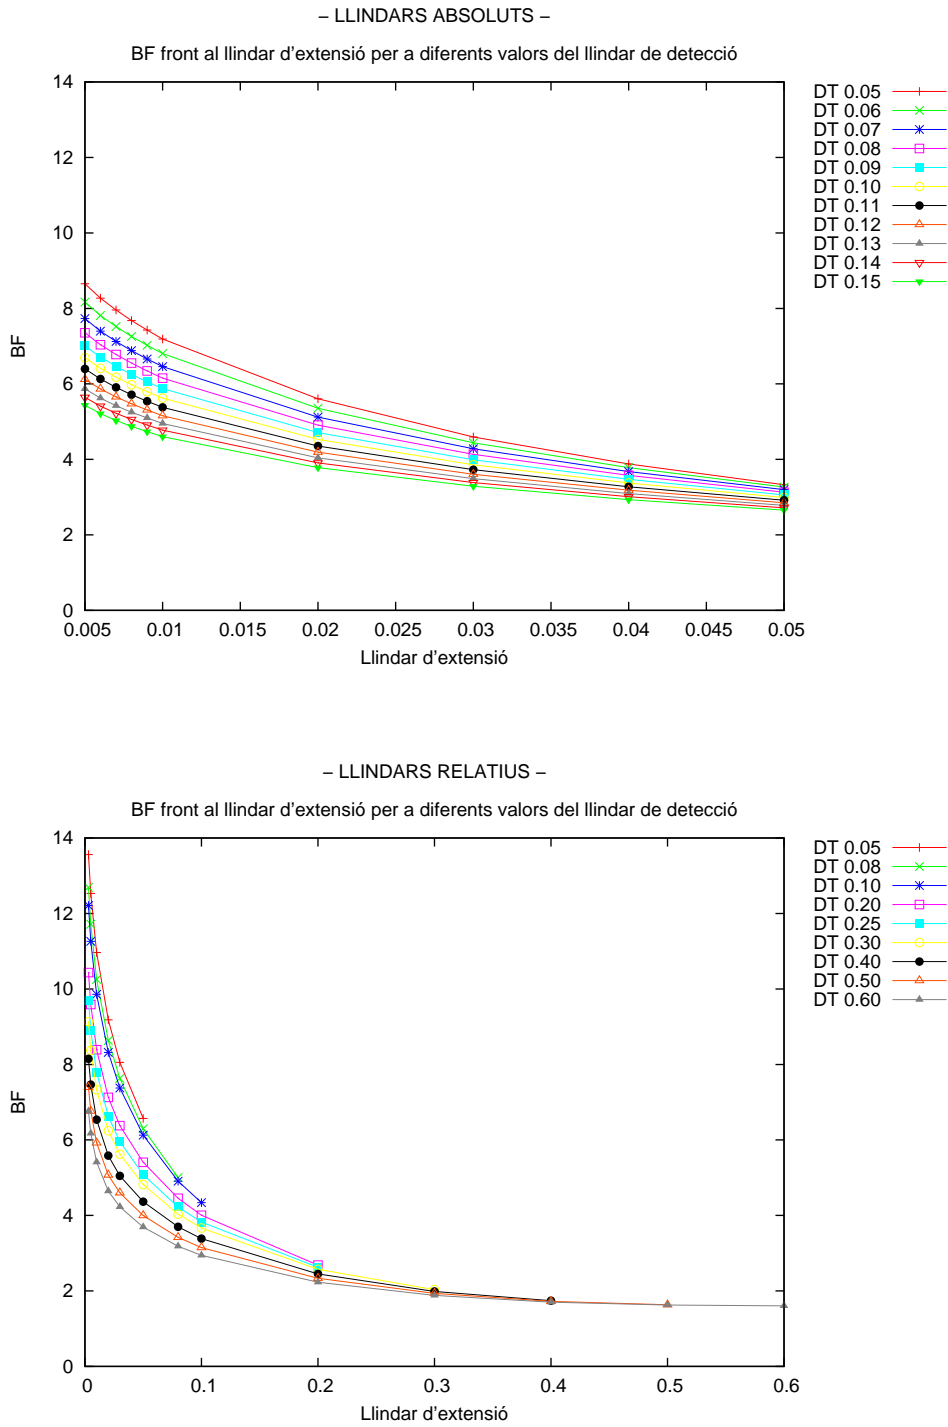 – LLINDARS ABSOLUTS –
BF front al llindar d'extensió per a diferents valors del llindar de detecció
14
12
10
8
6
4
2
0
BF
0.005 0.01 0.015 0.02 0.025 0.03 0.035 0.04 0.045 0.05
Llindar d'extensió
DT 0.05
DT 0.06
DT 0.07
DT 0.08
DT 0.09
DT 0.10
DT 0.11
DT 0.12
DT 0.13
DT 0.14
DT 0.15
– LLINDARS RELATIUS –
BF front al llindar d'extensió per a diferents valors del llindar de detecció
14
12
10
8
6
4
2
0
BF
0 0.1 0.2 0.3 0.4 0.5 0.6
Llindar d'extensió
DT 0.05
DT 0.08
DT 0.10
DT 0.20
DT 0.25
DT 0.30
DT 0.40
DT 0.50
DT 0.60